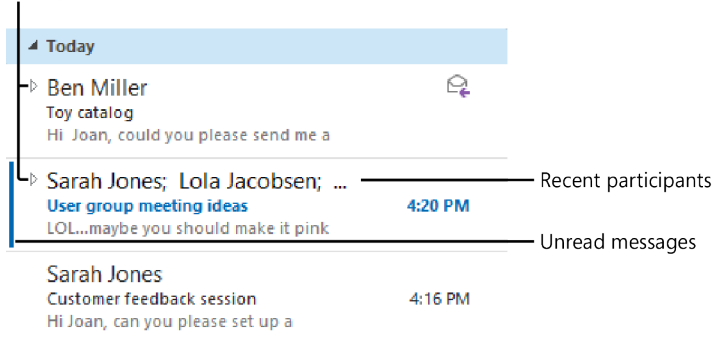 Today
Ben Miller
Toy catalog
Hi Joan, could you please send me a
Sarah Jones; Lola Jacobsen; ...
Recent participants
User group meeting ideas 4:20 PM
LOL...maybe you should make it pink
Unread messages
Sarah Jones
Customer feedback session 4:16 PM
Hi Joan, can you please set up a